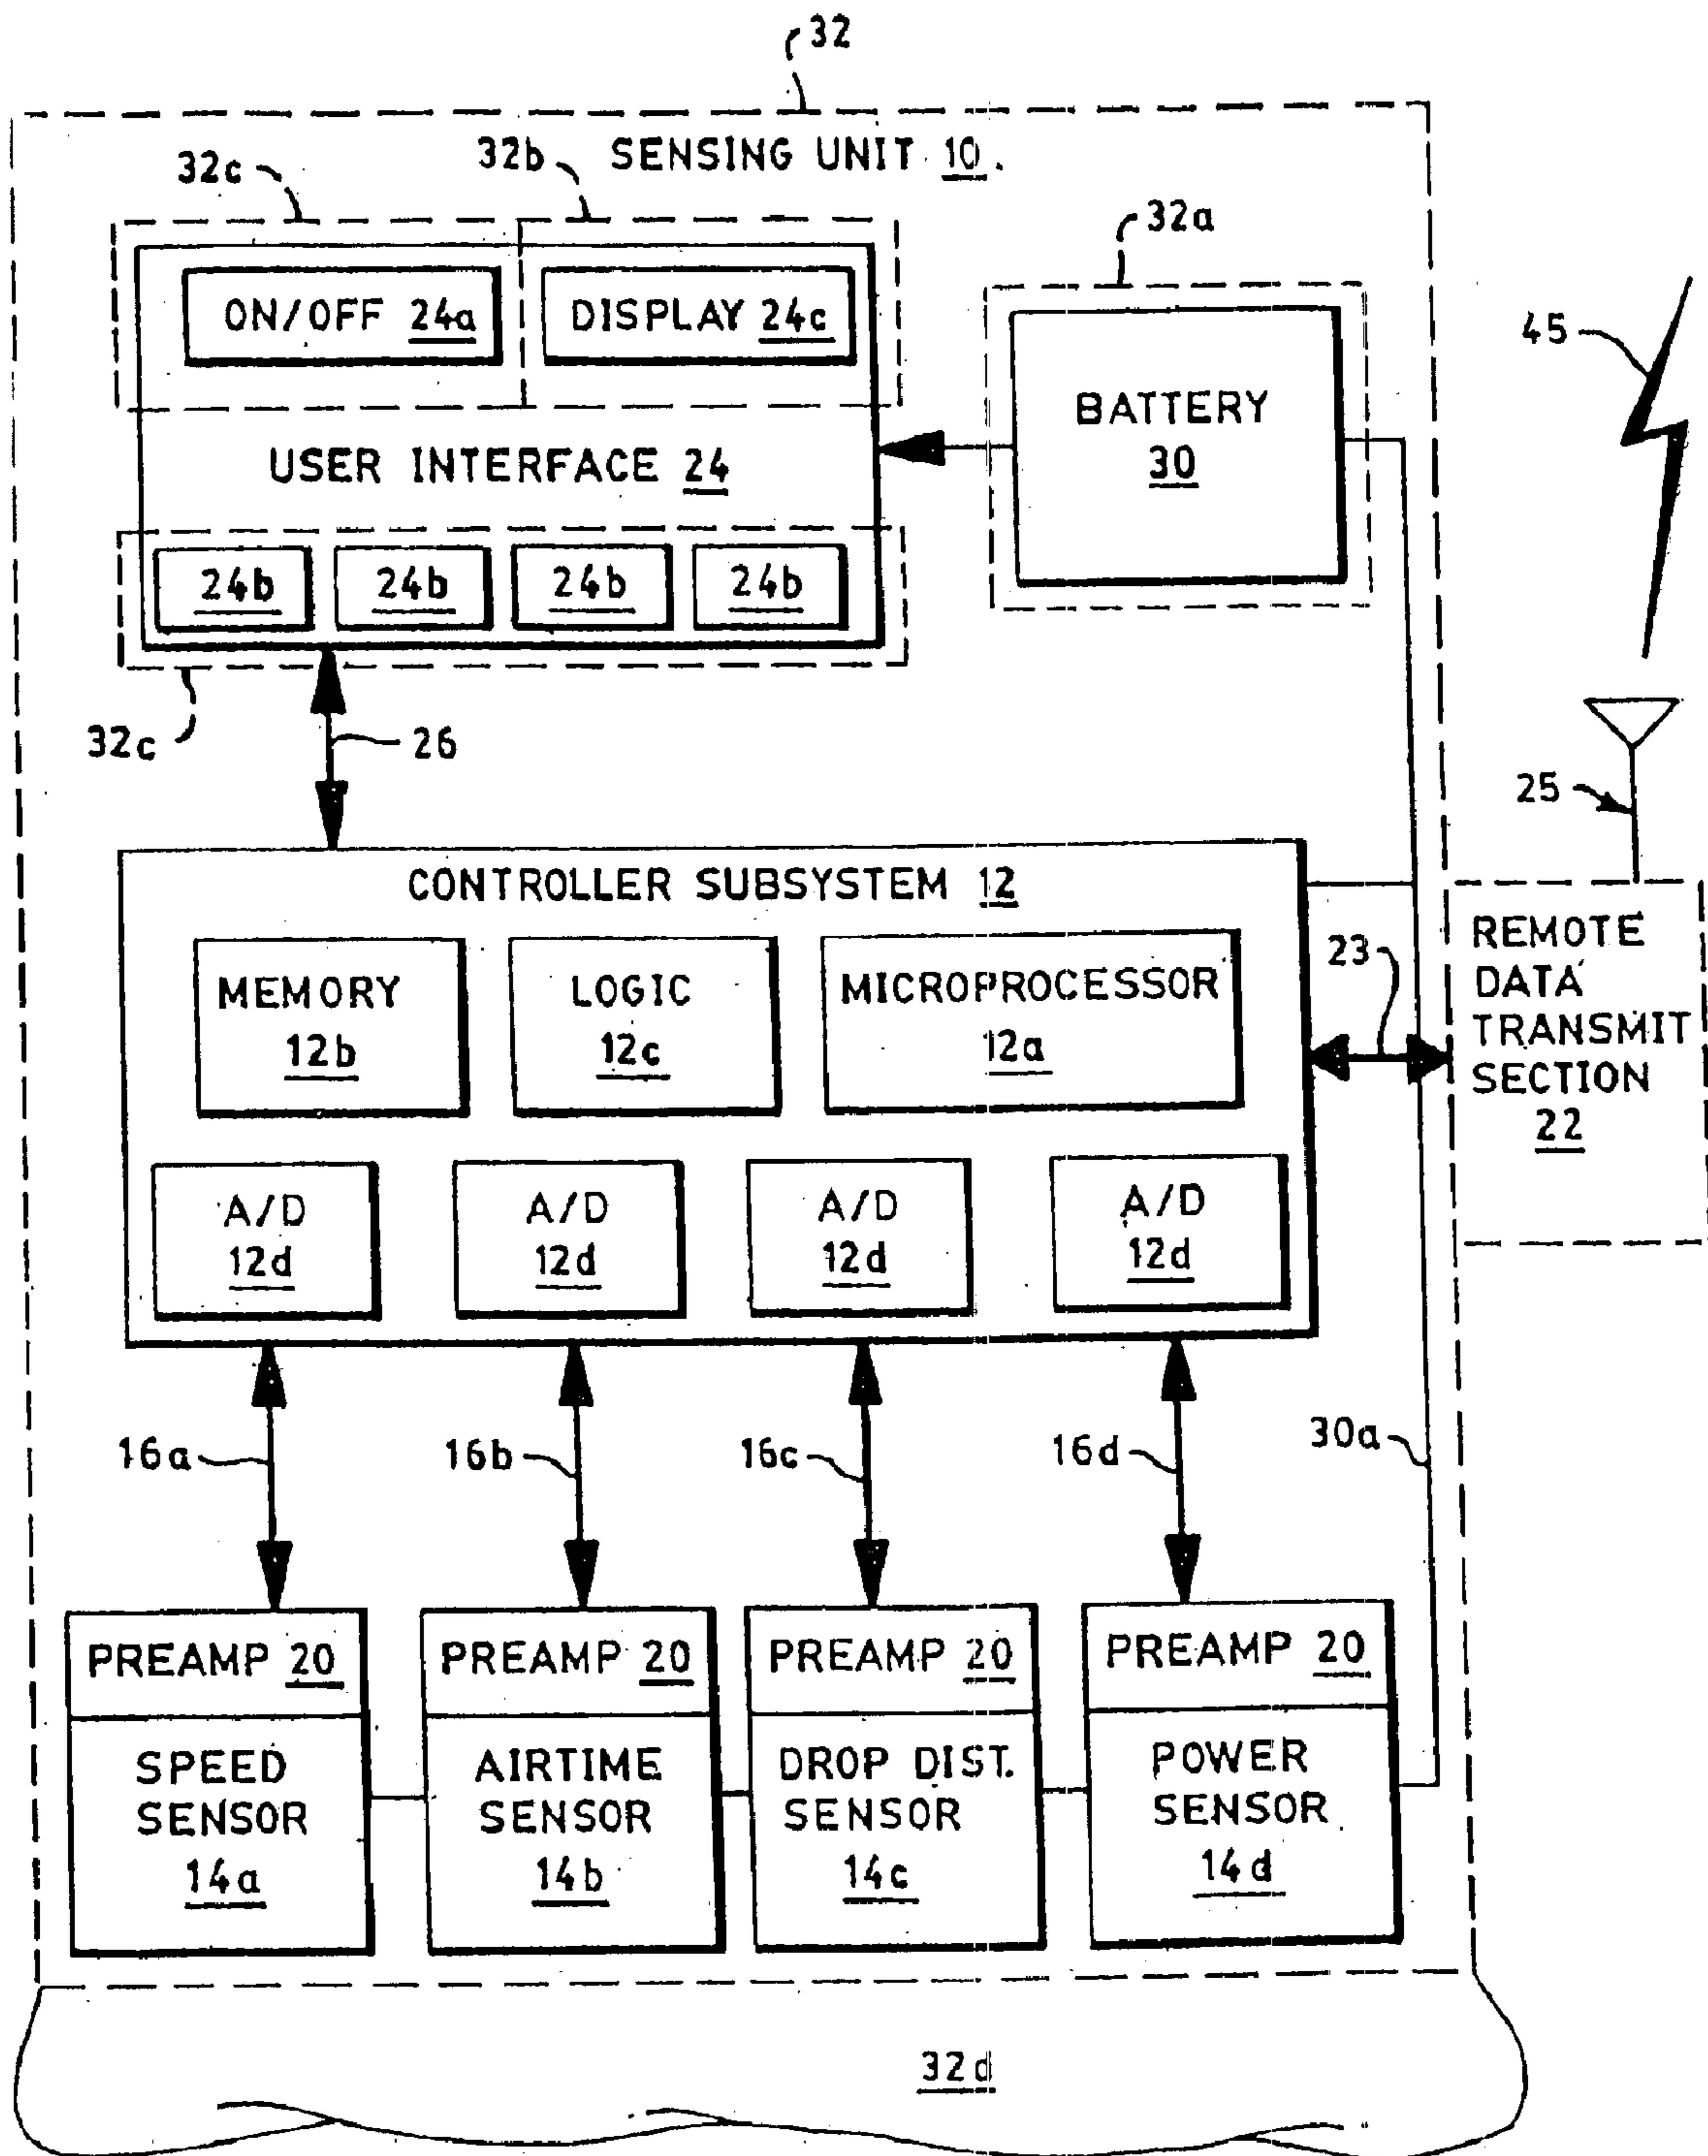 32
SENSING UNIT 10.
32c
32b
32a
ON/OFF 24a
DISPLAY 24c
45
BATTERY
30
USER INTERFACE 24
24b
24b
24b
24b
32c
26
25
CONTROLLER SUBSYSTEM 12
MEMORY
12b
LOGIC
12c
MICROPROCESSOR
12a
23
REMOTE
DATA
TRANSMIT
SECTION
22
A/D
12d
A/D
12d
A/D
12d
A/D
12d
16a
16b
16c
16d
30a
PREAMP 20
PREAMP 20
PREAMP 20
PREAMP 20
SPEED
SENSOR
14a
AIRTIME
SENSOR
14b
DROP DIST.
SENSOR
14c
POWER
SENSOR
14d
32d